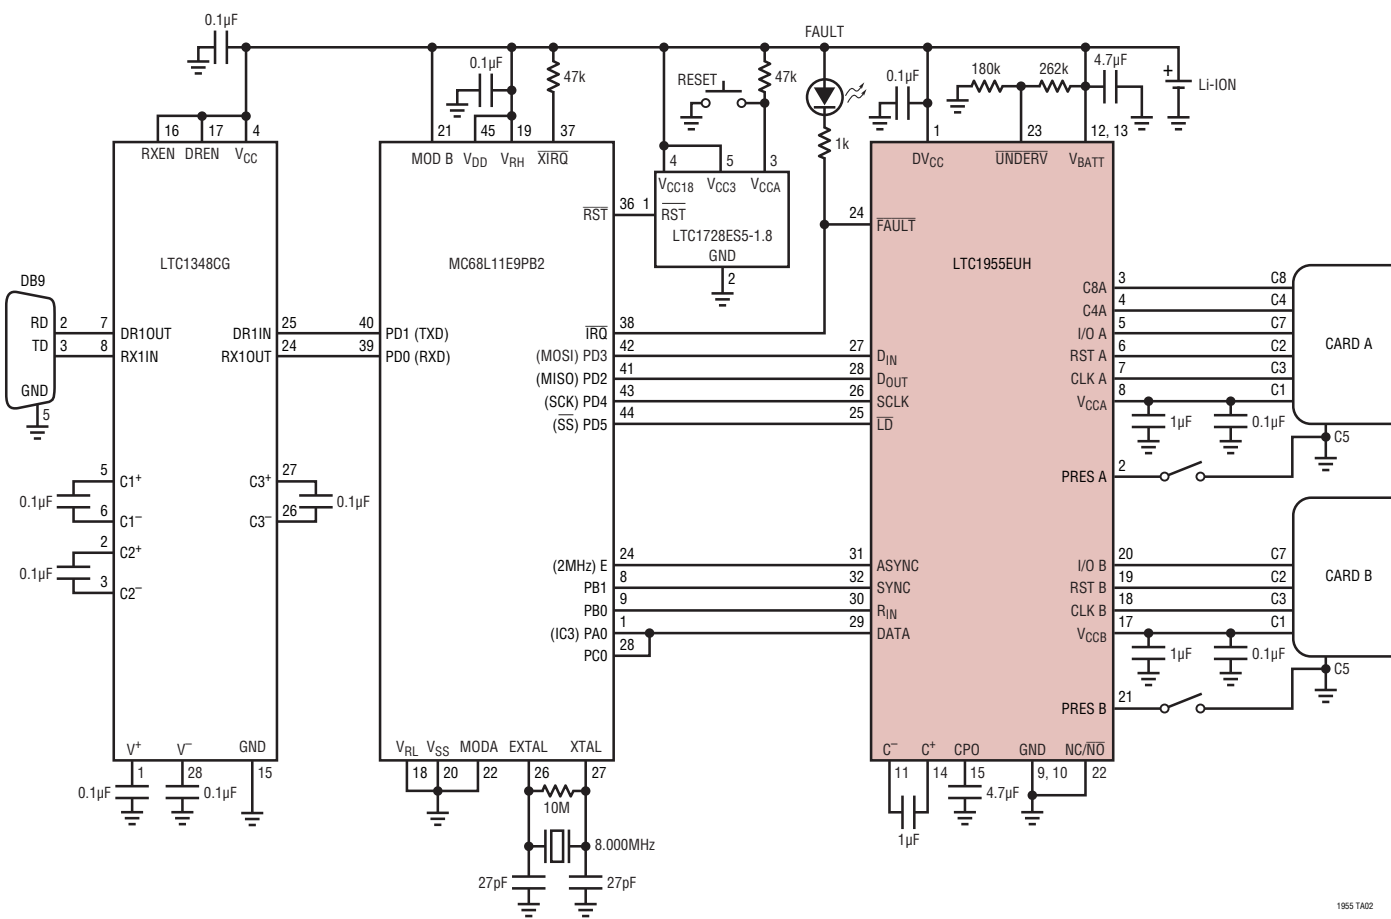 0.1µF
FAULT
0.1µF
47k
RESET
47k
0.1µF
180k
262k
4.7µF
+
Li-ION
16 17 4
RXEN DREN VCC
21 45 19 37
MOD B VDD VRH XIRQ
4 5 3
VCC18 VCC3 VCCA
1k
1 23 12, 13
DVCC UNDERV VBATT
RST 36 1 RST
LTC1728ES5-1.8
GND
2
24 FAULT
LTC1348CG
MC68L11E9PB2
LTC1955EUH
DB9
RD 2 7 DR1OUT
TD 3 8 RX1IN
GND
5
DR1IN 25 40 PD1 (TXD)
RX1OUT 24 39 PD0 (RXD)
IRQ 38
(MOSI) PD3 42 27 DIN
(MISO) PD2 41 28 DOUT
(SCK) PD4 43 26 SCLK
(SS) PD5 44 25 LD
C8A 3 C8
C4A 4 C4
I/O A 5 C7
RST A 6 C2
CLK A 7 C3
VCCA 8 C1
CARD A
1µF
0.1µF
C5
PRES A 2
5 C1+
0.1µF
6 C1–
2 C2+
0.1µF
3 C2–
C3+ 27
0.1µF
C3– 26
(2MHz) E 24 31 ASYNC
PB1 8 32 SYNC
PB0 9 30 RIN
(IC3) PA0 1 29 DATA
PC0 28
I/O B 20 C7
RST B 19 C2
CLK B 18 C3
VCCB 17 C1
CARD B
1µF
0.1µF
C5
PRES B 21
V+ V– GND
1 28 15
0.1µF
0.1µF
VRL VSS MODA EXTAL XTAL
18 20 22 26 27
10M
8.000MHz
27pF
27pF
C– C+ CPO GND NC/NO
11 14 15 9, 10 22
4.7µF
1µF
1955 TA02